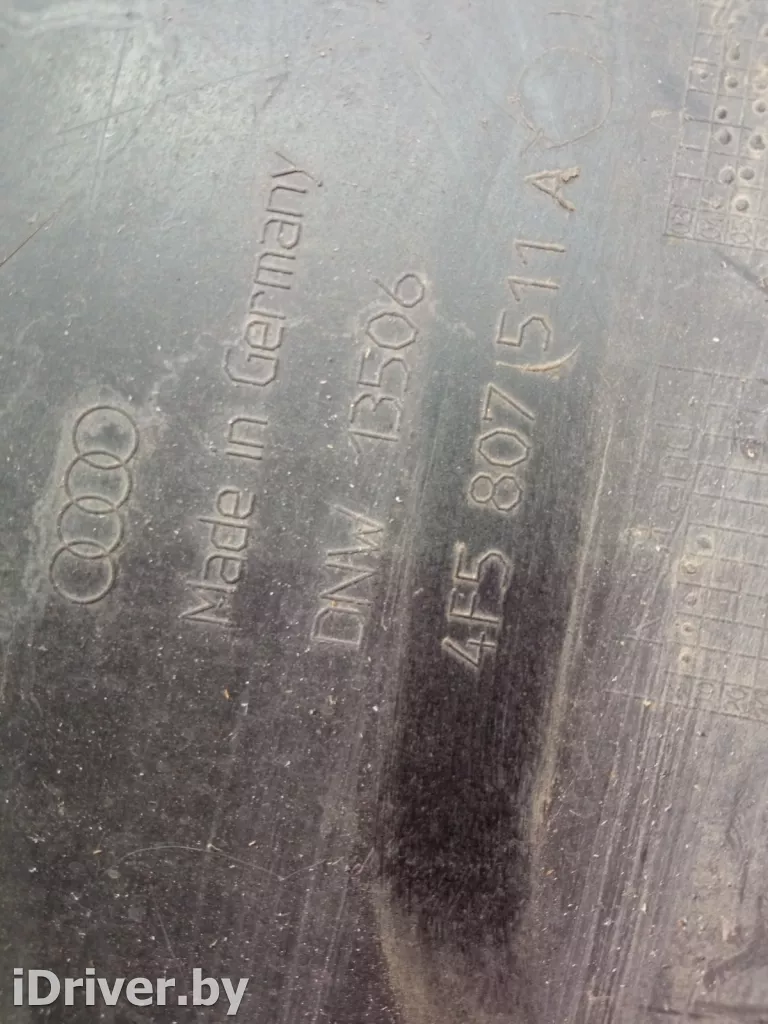 Made in Germany
DNW 13506
4F5 807 511 A
iDriver.by